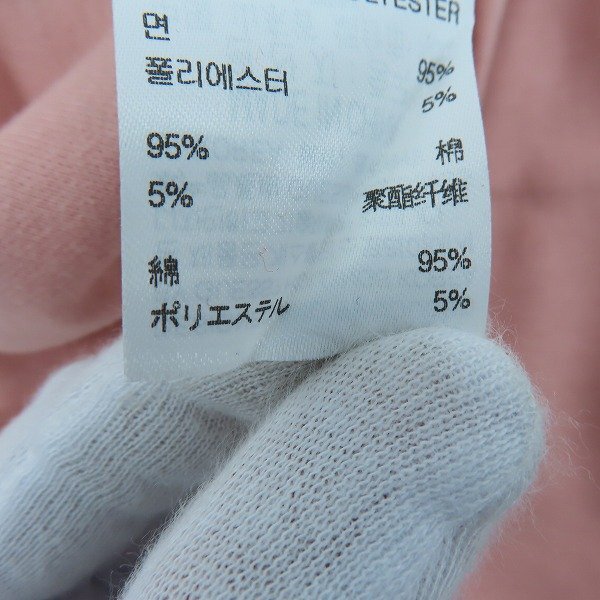 POLYESTER
면 95%
폴리에스터 5%
95% 棉
5% 聚酯纤维
綿 95%
ポリエステル 5%